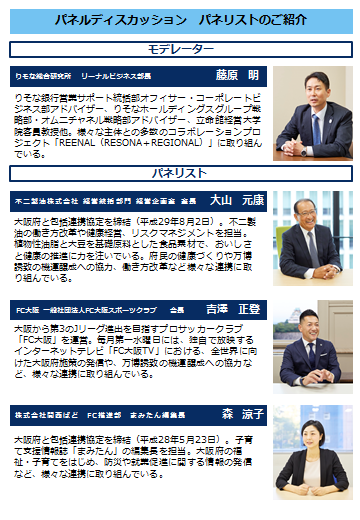 パネルディスカッション　パネリストのご紹介
モデレーター
りそな総合研究所　リーナルビジネス部長　藤原　明
りそな銀行営業サポート統括部オフィサー・コーポレートビ
ジネス部アドバイザー、りそなホールディングスグループ戦
略部・オムニチャネル戦略部アドバイザー、立命館経営大学
院客員教授他。様々な主体との多数のコラボレーションプロ
ジェクト「REENAL（RESONA＋REGIONAL）」に取り組ん
でいる。
パネリスト
不二製油株式会社 経営統括部門 経営企画室 室長　大山　元康
大阪府と包括連携協定を締結（平成29年8月2日）。不二製
油の働き方改革や健康経営、リスクマネジメントを担当。
植物性油脂と大豆を基礎原料とした食品素材で、おいしさ
と健康の推進に力を注いでいる。府民の健康づくりや万博
誘致の機運醸成への協力、働き方改革など様々な連携に取
り組んでいる。
FC大阪 一般社団法人FC大阪スポーツクラブ　会長　吉澤　正登
大阪から第3のJリーグ進出を目指すプロサッカークラブ
「FC大阪」を運営。毎月第一水曜日には、独自で放映する
インターネットテレビ「FC大阪TV」における、全世界に向
けた大阪府施策の発信や、万博誘致の機運醸成への協力な
ど、様々な連携に取り組んでいる。
株式会社関西ぱど　FC推進部　まみたん編集長　森　涼子
大阪府と包括連携協定を締結（平成28年5月23日）。子育
て支援情報誌「まみたん」の編集長を担当。大阪府の福
祉・子育てをはじめ、防災や就業促進に関する情報の発信
など、様々な連携に取り組んでいる。